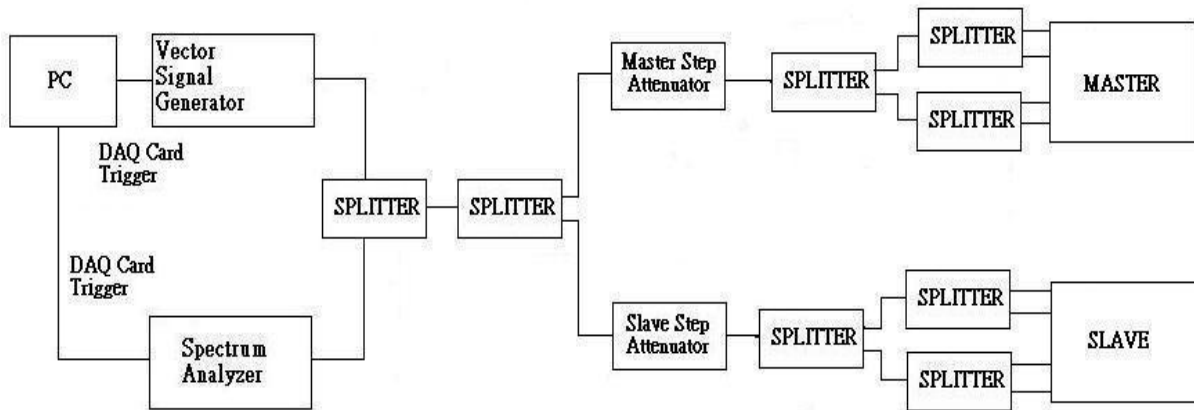 PC
Vector
Signal
Generator
DAQ Card
Trigger
DAQ Card
Trigger
Spectrum
Analyzer
SPLITTER
SPLITTER
Master Step
Attenuator
SPLITTER
SPLITTER
SPLITTER
MASTER
Slave Step
Attenuator
SPLITTER
SPLITTER
SPLITTER
SLAVE